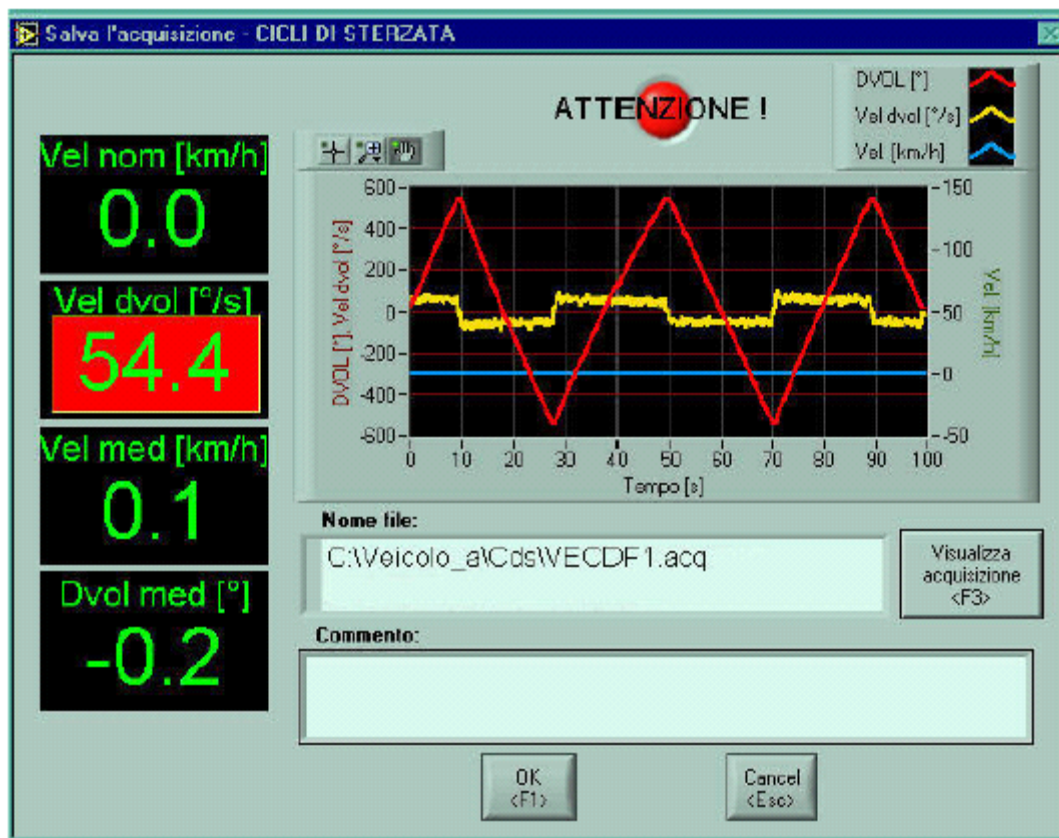 Salva l'acquisizione - CICLI DI STERZATA
ATTENZIONE !
DVOL [°]
Vel dvol [°/s]
Vel. [km/h]
Vel nom [km/h]
0.0
Vel dvol [°/s]
54.4
Vel med [km/h]
0.1
Dvol med [°]
-0.2
DVOL [°], Vel dvol [°/s]
600
400
200
0
-200
-400
-600
150
100
50
0
-50
Vel. [km/h]
0 10 20 30 40 50 60 70 80 90 100
Tempo [s]
Nome file:
C:\Veicolo_a\Cds\VECDF1.acq
Visualizza
acquisizione
<F3>
Commento:
OK
<F1>
Cancel
<Esc>